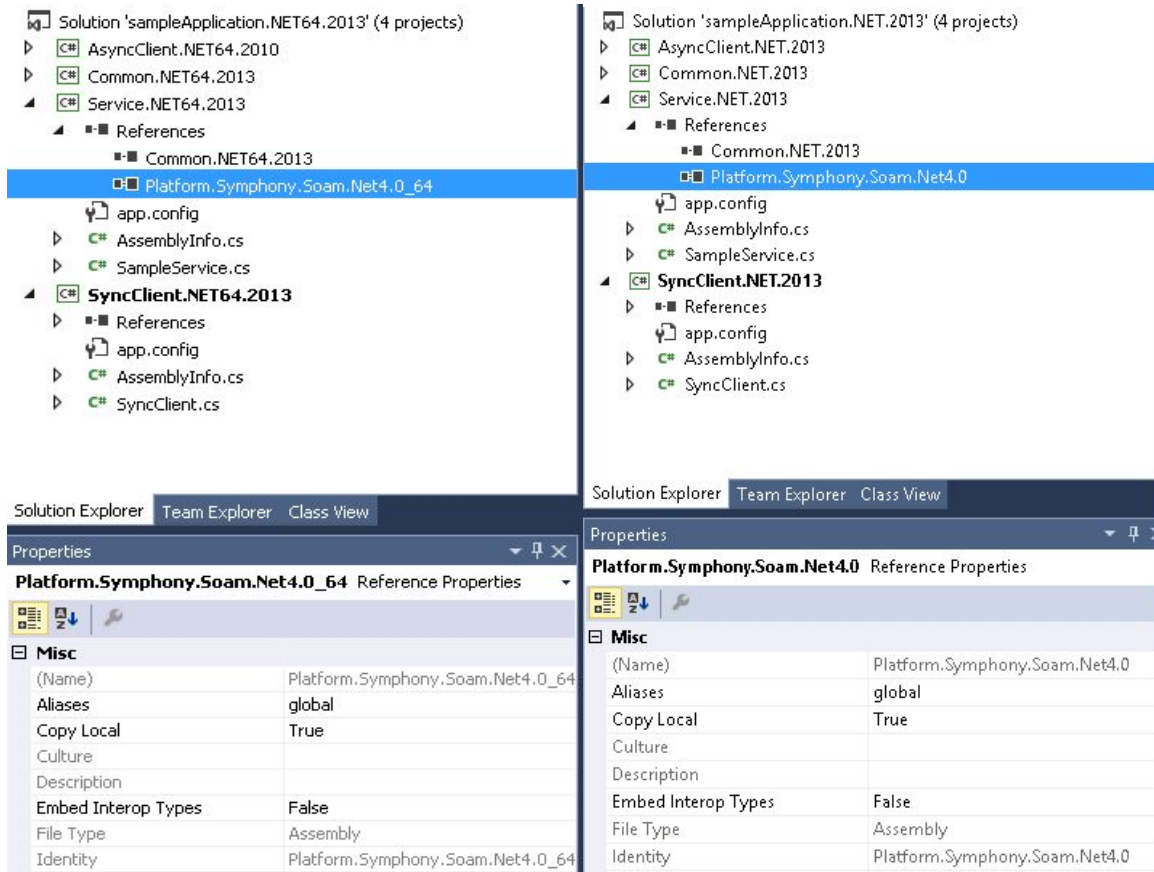 Solution 'sampleApplication.NET64.2013' (4 projects)
C# AsyncClient.NET64.2010
C# Common.NET64.2013
C# Service.NET64.2013
References
Common.NET64.2013
Platform.Symphony.Soam.Net4.0_64
app.config
C# AssemblyInfo.cs
C# SampleService.cs
C# SyncClient.NET64.2013
References
app.config
C# AssemblyInfo.cs
C# SyncClient.cs
Solution Explorer Team Explorer Class View
Properties
Platform.Symphony.Soam.Net4.0_64 Reference Properties
Misc
(Name) Platform.Symphony.Soam.Net4.0_64
Aliases global
Copy Local True
Culture
Description
Embed Interop Types False
File Type Assembly
Identity Platform.Symphony.Soam.Net4.0_64
Solution 'sampleApplication.NET.2013' (4 projects)
C# AsyncClient.NET.2013
C# Common.NET.2013
C# Service.NET.2013
References
Common.NET.2013
Platform.Symphony.Soam.Net4.0
app.config
C# AssemblyInfo.cs
C# SampleService.cs
C# SyncClient.NET.2013
References
app.config
C# AssemblyInfo.cs
C# SyncClient.cs
Solution Explorer Team Explorer Class View
Properties
Platform.Symphony.Soam.Net4.0 Reference Properties
Misc
(Name) Platform.Symphony.Soam.Net4.0
Aliases global
Copy Local True
Culture
Description
Embed Interop Types False
File Type Assembly
Identity Platform.Symphony.Soam.Net4.0